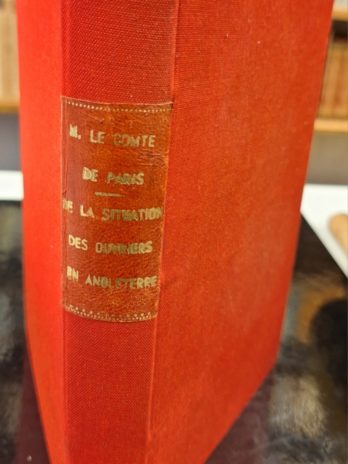 M. LE COMTE
DE PARIS
DE LA SITUATION
DES OUVRIERS
EN ANGLETERRE